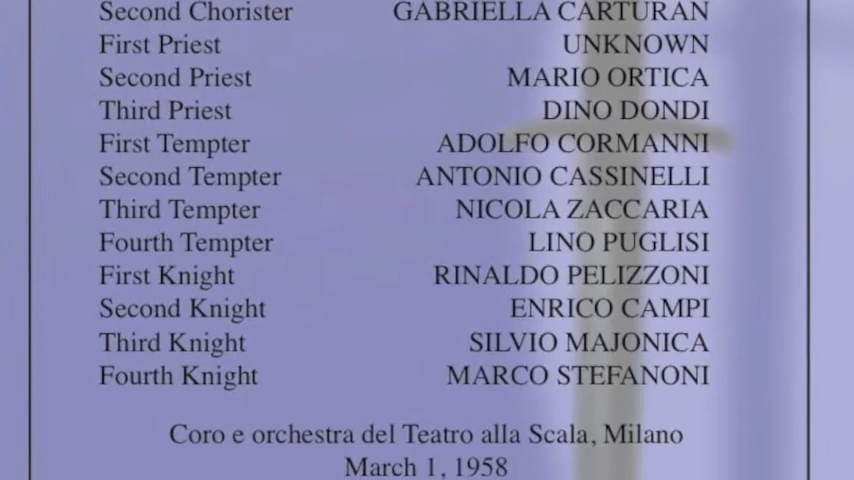 Second Chorister GABRIELLA CARTURAN
First Priest UNKNOWN
Second Priest MARIO ORTICA
Third Priest DINO DONDI
First Tempter ADOLFO CORMANNI
Second Tempter ANTONIO CASSINELLI
Third Tempter NICOLA ZACCARIA
Fourth Tempter LINO PUGLISI
First Knight RINALDO PELIZZONI
Second Knight ENRICO CAMPI
Third Knight SILVIO MAJONICA
Fourth Knight MARCO STEFANONI
Coro e orchestra del Teatro alla Scala, Milano
March 1, 1958